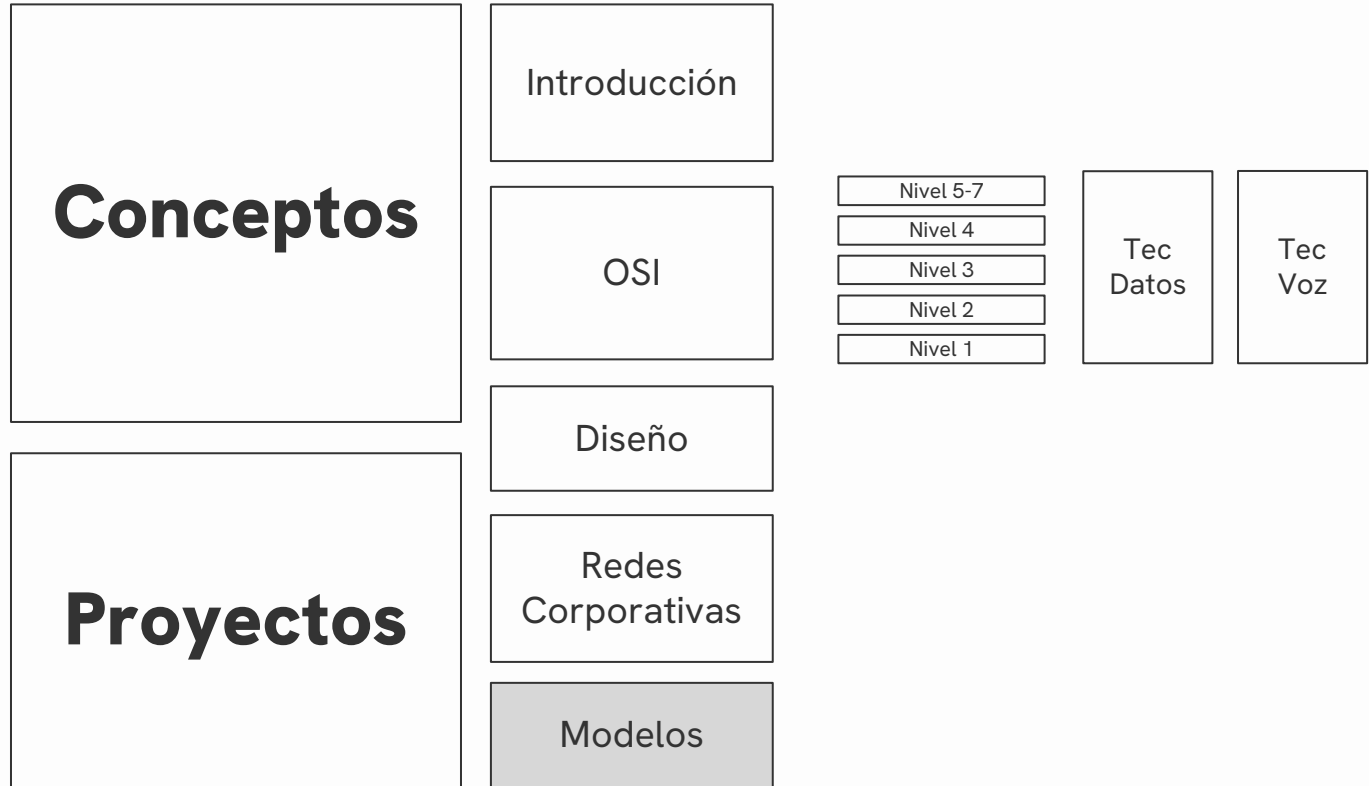 Conceptos
Introducción
OSI
Nivel 5-7
Nivel 4
Nivel 3
Nivel 2
Nivel 1
Tec
Datos
Tec
Voz
Proyectos
Diseño
Redes
Corporativas
Modelos